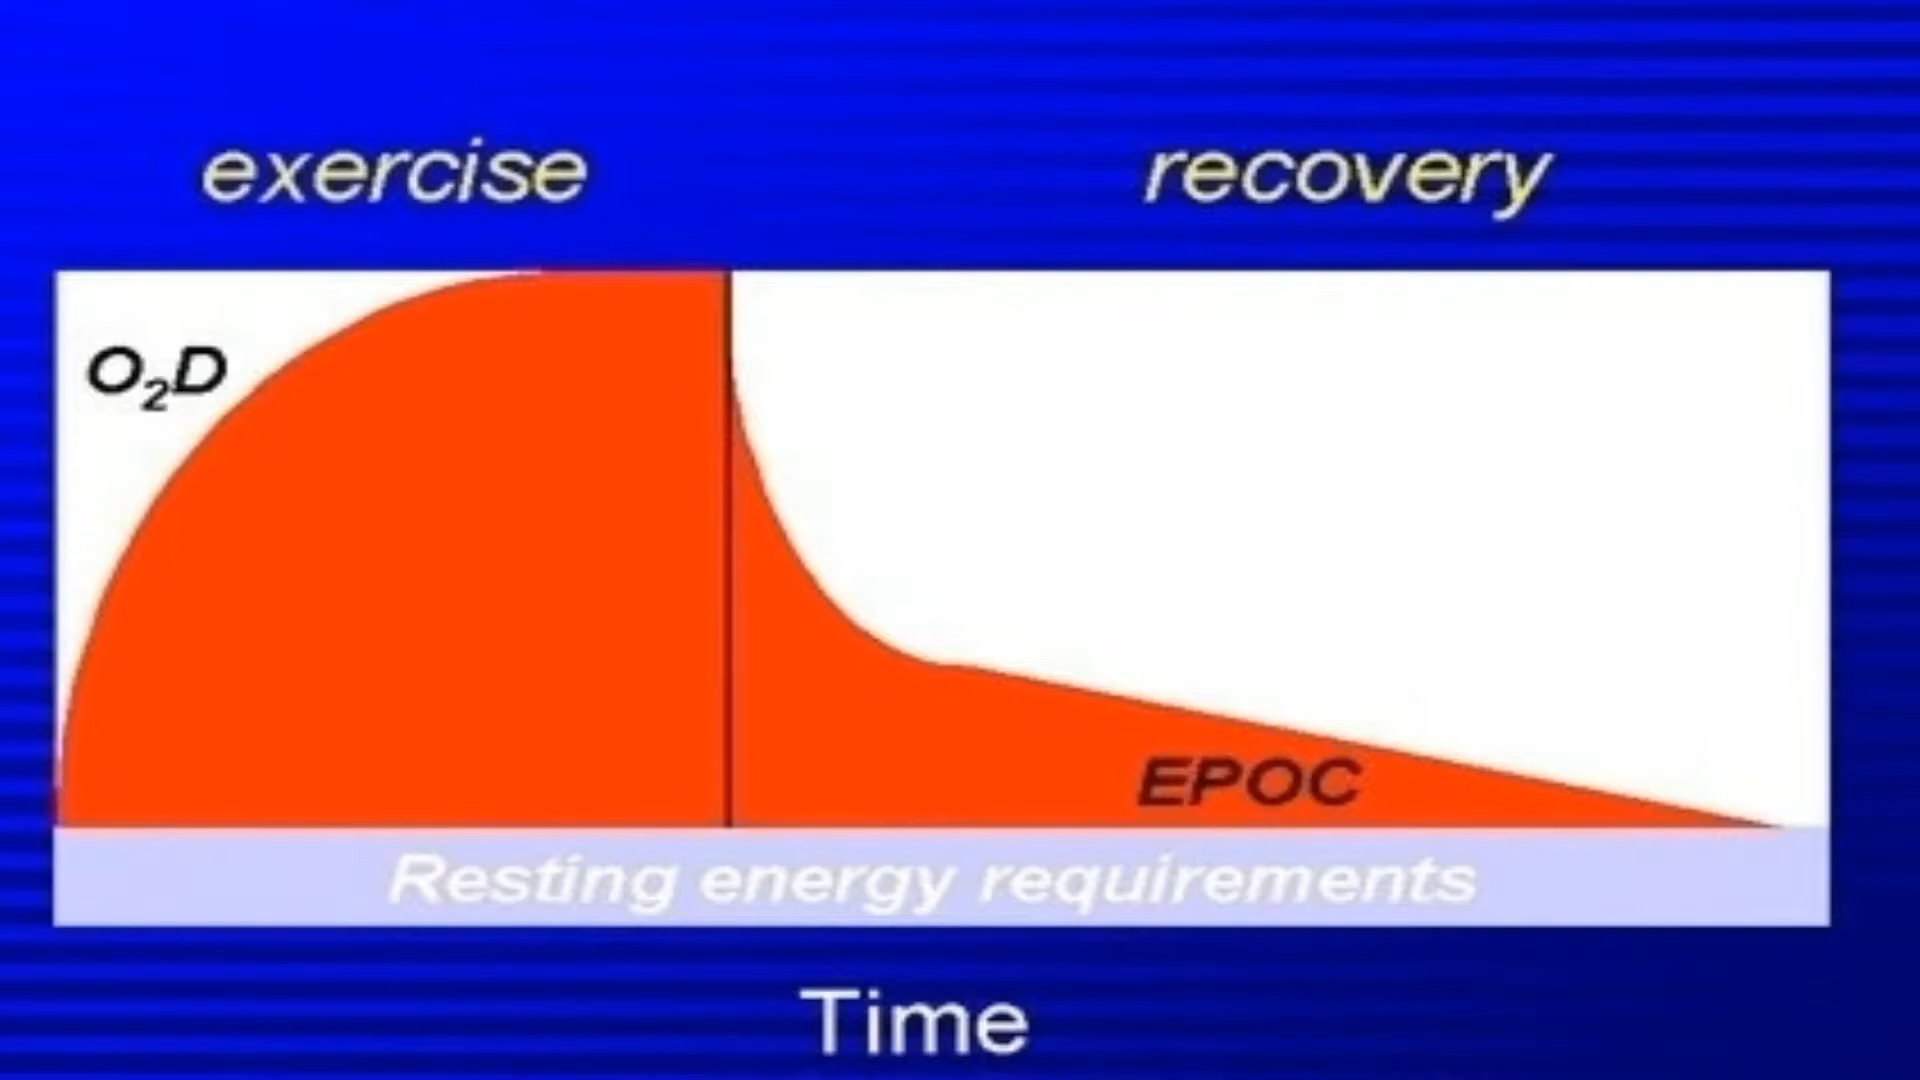 exercise recovery
O₂D
EPOC
Resting energy requirements
Time